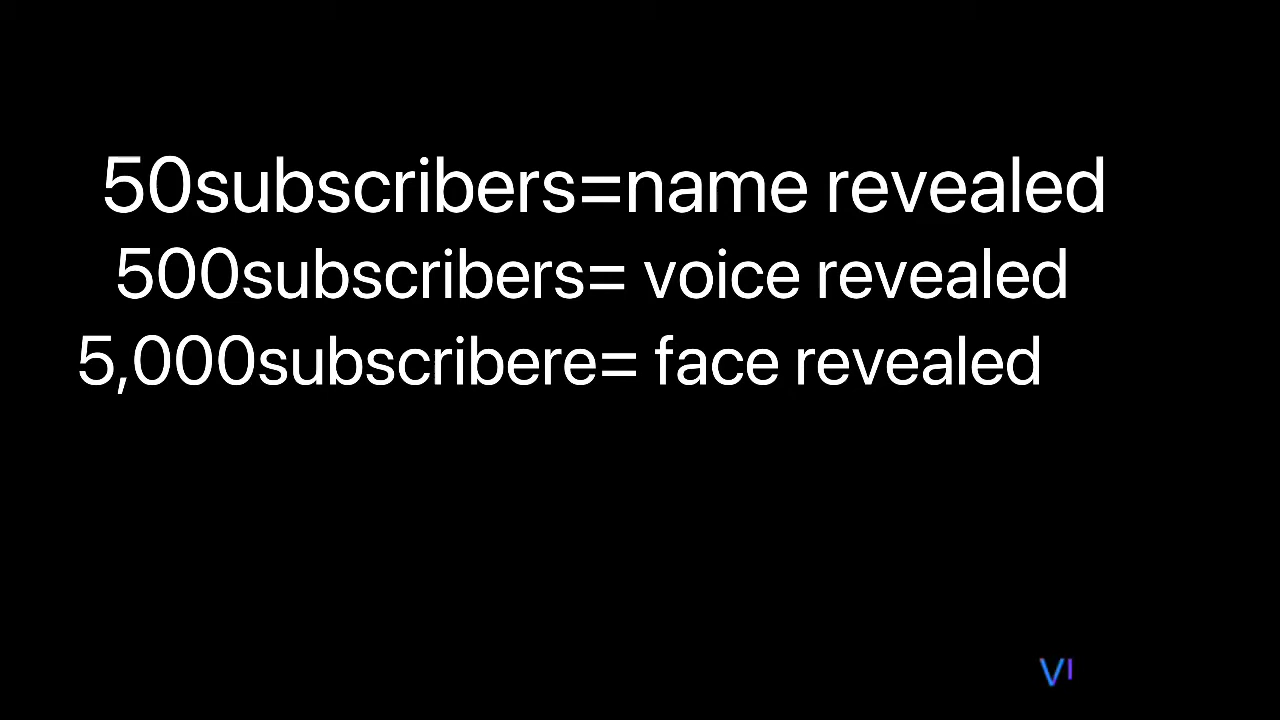 50subscribers=name revealed
500subscribers= voice revealed
5,000subscribere= face revealed
VI